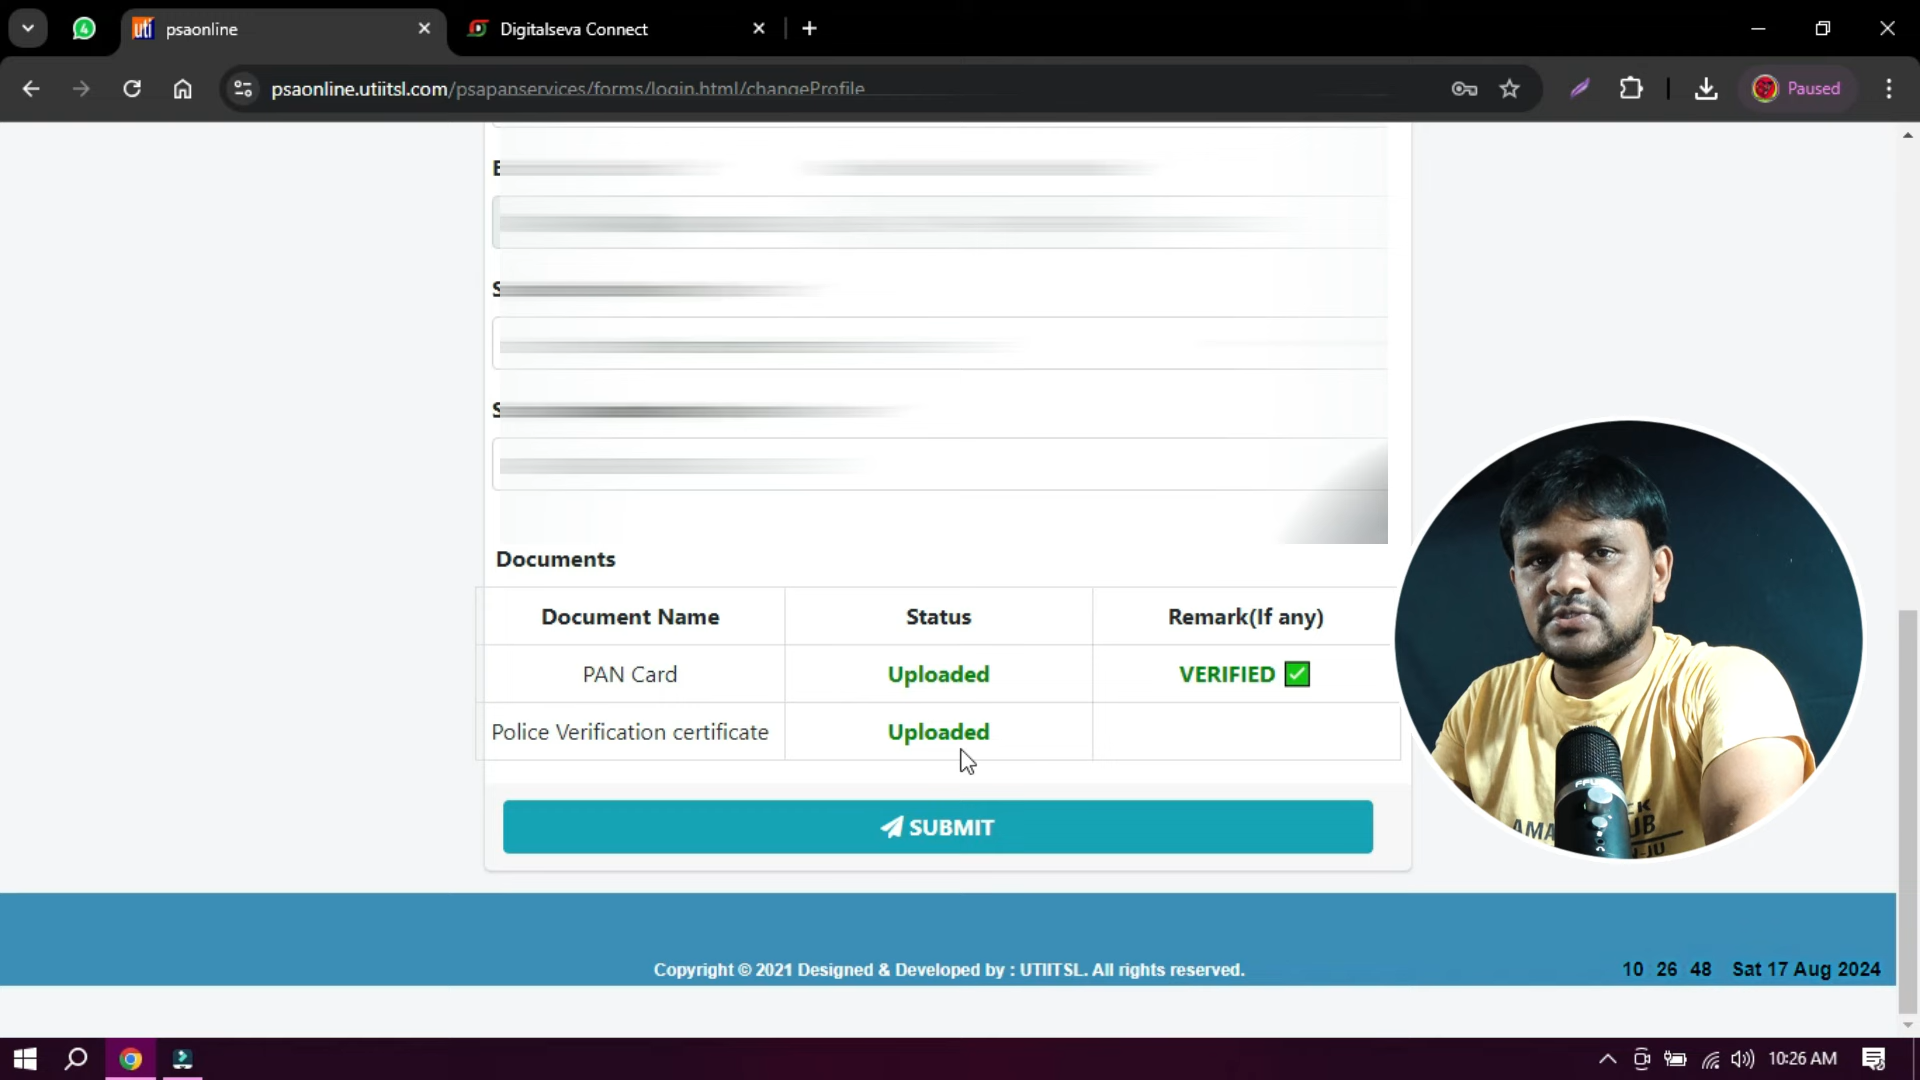 uti psaonline
Digitalseva Connect
psaonline.utiitsl.com/psapanservices/forms/login.html/changeProfile
Paused
Documents
Document Name Status Remark(If any)
PAN Card Uploaded VERIFIED ✅
Police Verification certificate Uploaded
SUBMIT
Copyright © 2021 Designed & Developed by : UTIITSL. All rights reserved.
10 26 48 Sat 17 Aug 2024
10:26 AM